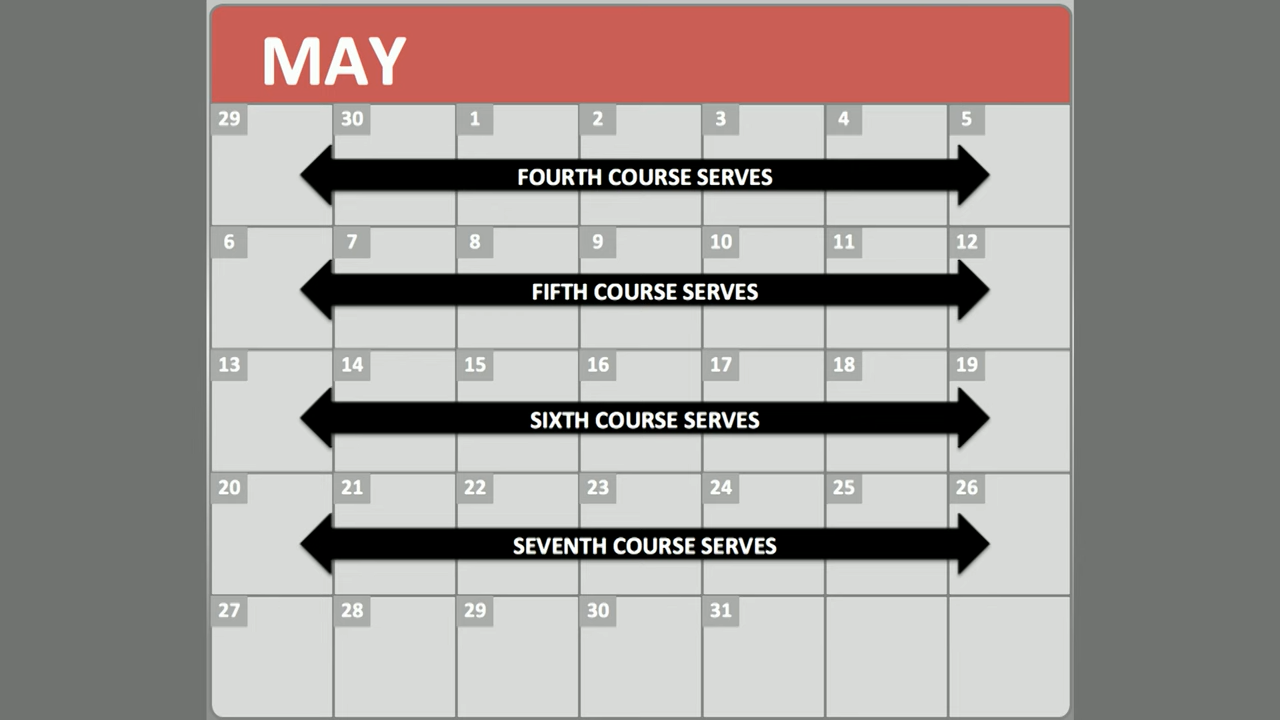 MAY
29 30 1 2 3 4 5
FOURTH COURSE SERVES
6 7 8 9 10 11 12
FIFTH COURSE SERVES
13 14 15 16 17 18 19
SIXTH COURSE SERVES
20 21 22 23 24 25 26
SEVENTH COURSE SERVES
27 28 29 30 31